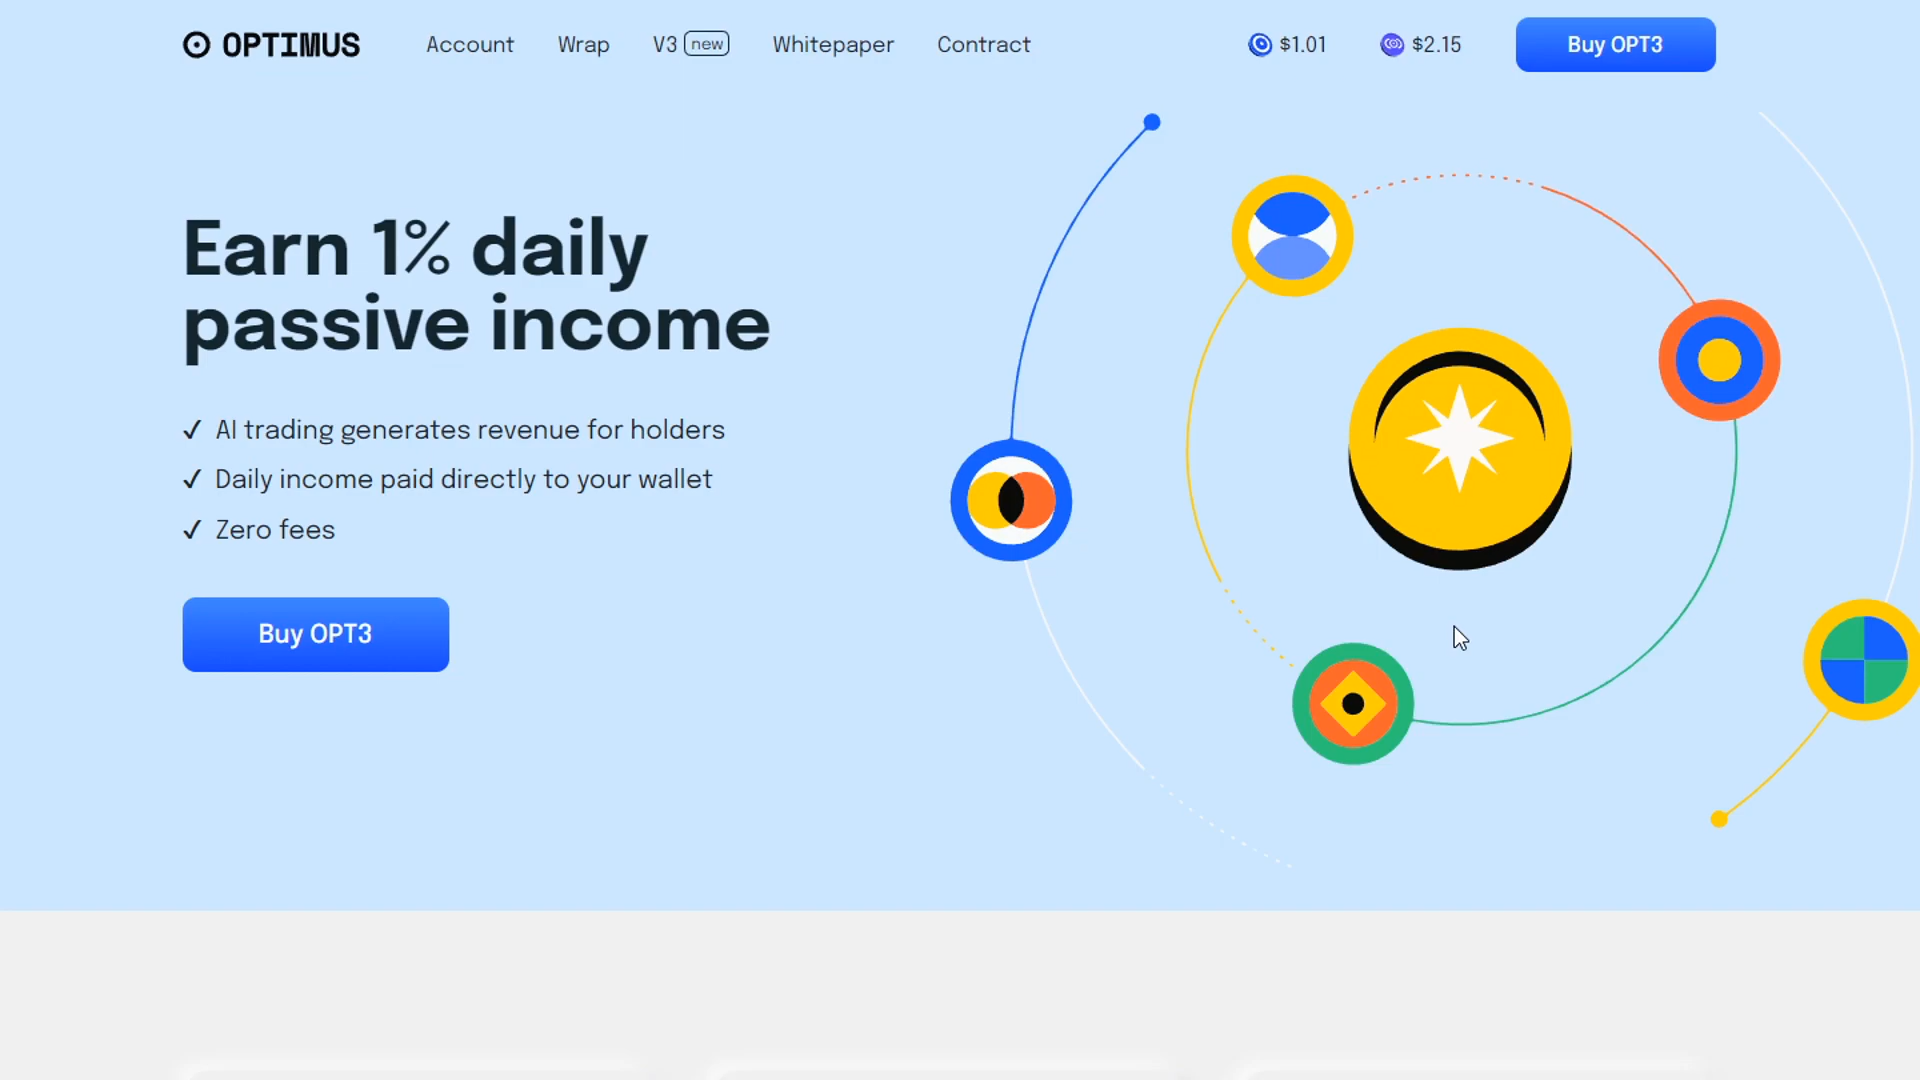 OPTIMUS
Account
Wrap
V3 new
Whitepaper
Contract
$1.01
$2.15
Buy OPT3
Earn 1% daily
passive income
✓ AI trading generates revenue for holders
✓ Daily income paid directly to your wallet
✓ Zero fees
Buy OPT3